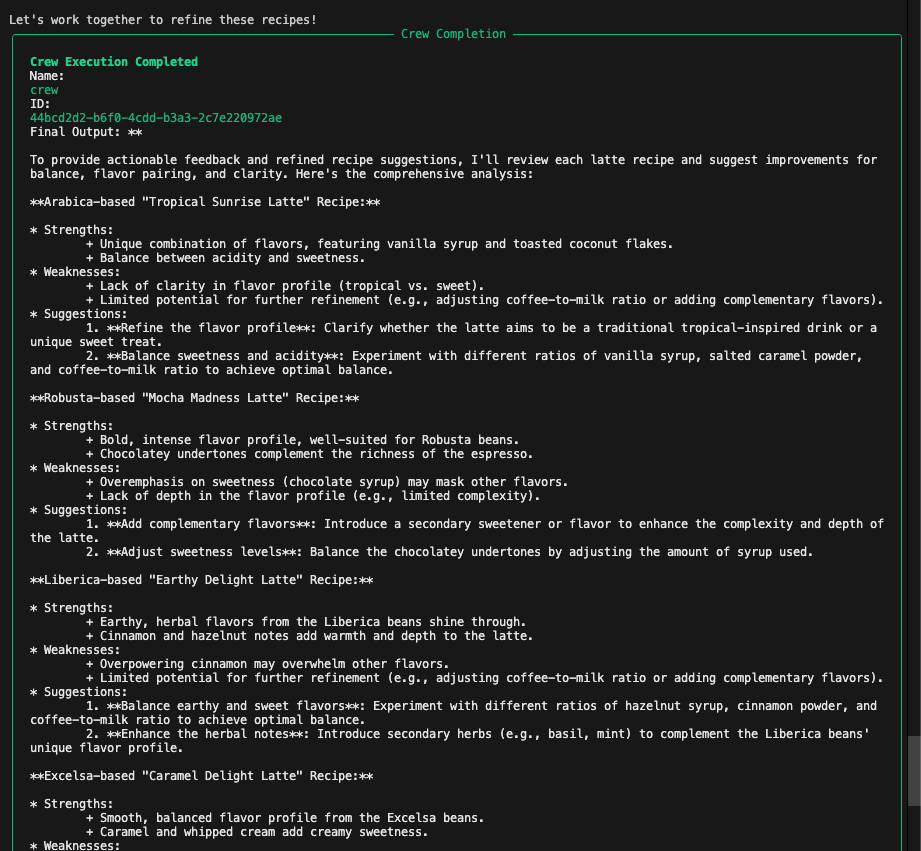 Let's work together to refine these recipes!
Crew Completion
Crew Execution Completed
Name:
crew
ID:
44bcd2d2-b6f0-4cdd-b3a3-2c7e220972ae
Final Output: **
To provide actionable feedback and refined recipe suggestions, I'll review each latte recipe and suggest improvements for
balance, flavor pairing, and clarity. Here's the comprehensive analysis:
**Arabica-based "Tropical Sunrise Latte" Recipe:**
* Strengths:
+ Unique combination of flavors, featuring vanilla syrup and toasted coconut flakes.
+ Balance between acidity and sweetness.
* Weaknesses:
+ Lack of clarity in flavor profile (tropical vs. sweet).
+ Limited potential for further refinement (e.g., adjusting coffee-to-milk ratio or adding complementary flavors).
* Suggestions:
1. **Refine the flavor profile**: Clarify whether the latte aims to be a traditional tropical-inspired drink or a
unique sweet treat.
2. **Balance sweetness and acidity**: Experiment with different ratios of vanilla syrup, salted caramel powder,
and coffee-to-milk ratio to achieve optimal balance.
**Robusta-based "Mocha Madness Latte" Recipe:**
* Strengths:
+ Bold, intense flavor profile, well-suited for Robusta beans.
+ Chocolatey undertones complement the richness of the espresso.
* Weaknesses:
+ Overemphasis on sweetness (chocolate syrup) may mask other flavors.
+ Lack of depth in the flavor profile (e.g., limited complexity).
* Suggestions:
1. **Add complementary flavors**: Introduce a secondary sweetener or flavor to enhance the complexity and depth of
the latte.
2. **Adjust sweetness levels**: Balance the chocolatey undertones by adjusting the amount of syrup used.
**Liberica-based "Earthy Delight Latte" Recipe:**
* Strengths:
+ Earthy, herbal flavors from the Liberica beans shine through.
+ Cinnamon and hazelnut notes add warmth and depth to the latte.
* Weaknesses:
+ Overpowering cinnamon may overwhelm other flavors.
+ Limited potential for further refinement (e.g., adjusting coffee-to-milk ratio or adding complementary flavors).
* Suggestions:
1. **Balance earthy and sweet flavors**: Experiment with different ratios of hazelnut syrup, cinnamon powder, and
coffee-to-milk ratio to achieve optimal balance.
2. **Enhance the herbal notes**: Introduce secondary herbs (e.g., basil, mint) to complement the Liberica beans'
unique flavor profile.
**Excelsa-based "Caramel Delight Latte" Recipe:**
* Strengths:
+ Smooth, balanced flavor profile from the Excelsa beans.
+ Caramel and whipped cream add creamy sweetness.
* Weaknesses: